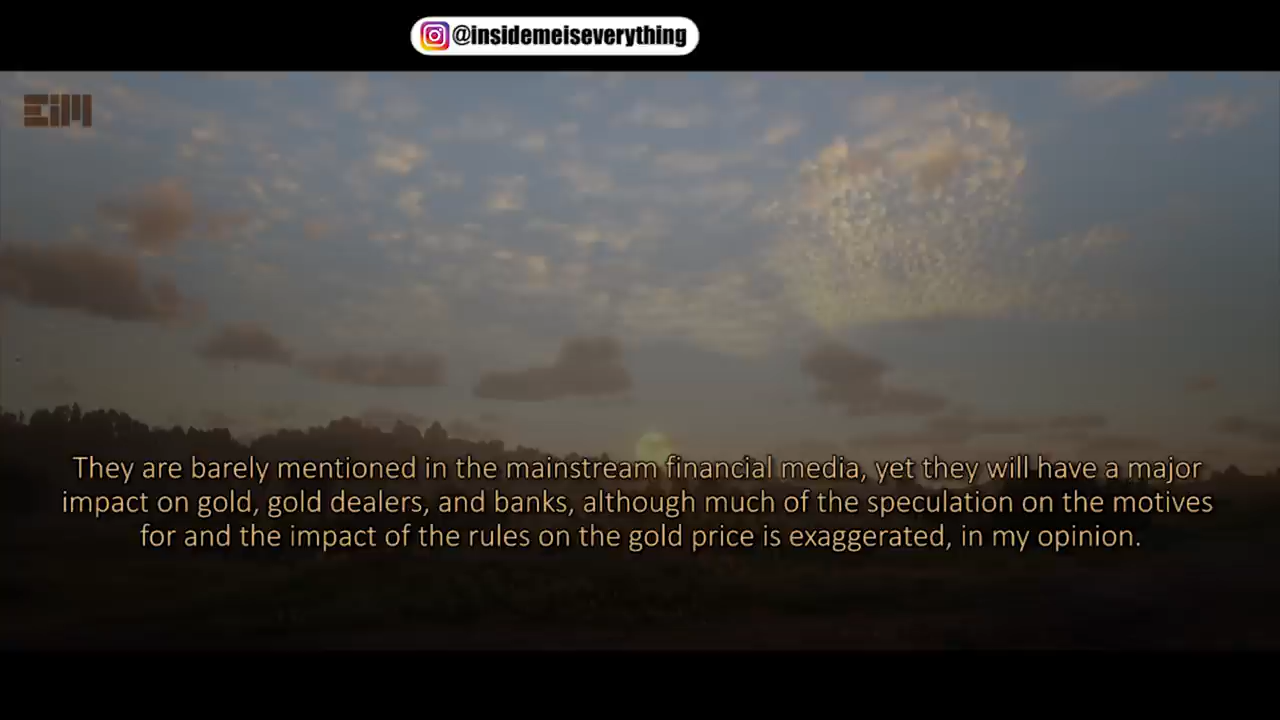 @insidemeiseverything
EiM
They are barely mentioned in the mainstream financial media, yet they will have a major
impact on gold, gold dealers, and banks, although much of the speculation on the motives
for and the impact of the rules on the gold price is exaggerated, in my opinion.